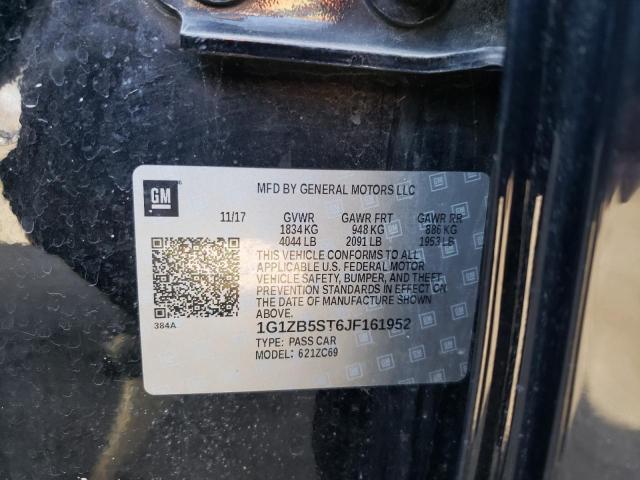 GM
MFD BY GENERAL MOTORS LLC
11/17 GVWR GAWR FRT GAWR RR
1834 KG 948 KG 886 KG
4044 LB 2091 LB 1953 LB
THIS VEHICLE CONFORMS TO ALL
APPLICABLE U.S. FEDERAL MOTOR
VEHICLE SAFETY, BUMPER, AND THEFT
PREVENTION STANDARDS IN EFFECT ON
THE DATE OF MANUFACTURE SHOWN
ABOVE.
384A
1G1ZB5ST6JF161952
TYPE: PASS CAR
MODEL: 621ZC69